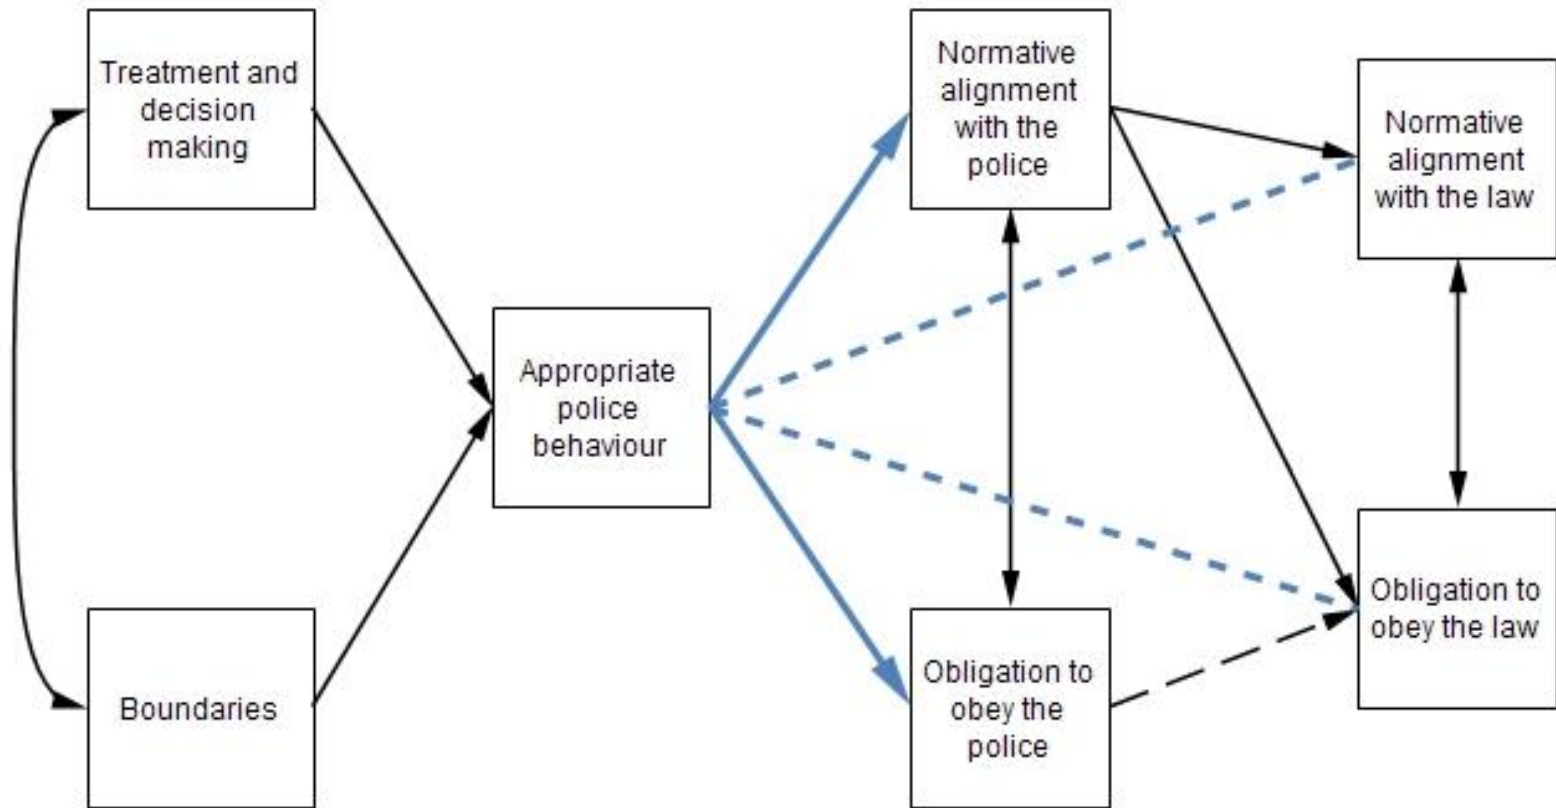 Treatment and
decision
making
Boundaries
Appropriate
police
behaviour
Normative
alignment
with the
police
Obligation to
obey the
police
Normative
alignment
with the law
Obligation to
obey the law